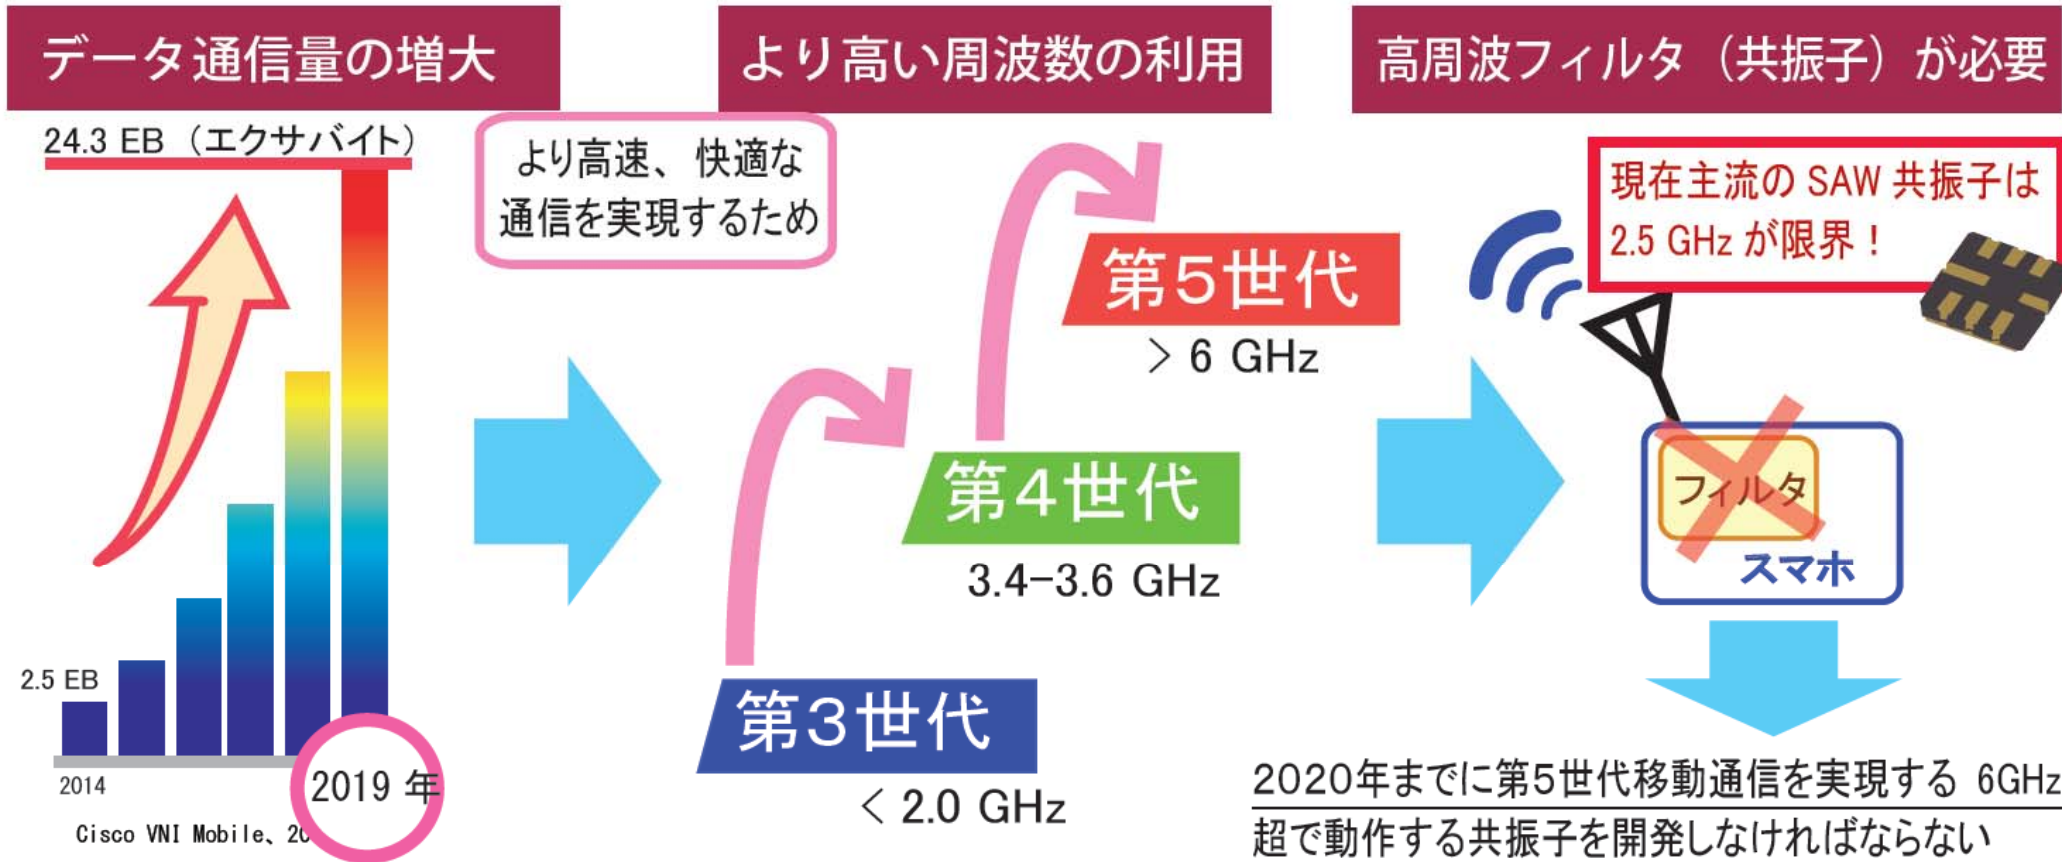 データ通信量の増大
24.3 EB （エクサバイト）
2.5 EB
2014
2019 年
Cisco VNI Mobile、
より高い周波数の利用
より高速、快適な
通信を実現するため
第5世代
> 6 GHz
第4世代
3.4-3.6 GHz
第3世代
< 2.0 GHz
高周波フィルタ（共振子）が必要
現在主流の SAW 共振子は
2.5 GHz が限界！
フィルタ
スマホ
2020年までに第5世代移動通信を実現する 6GHz
超で動作する共振子を開発しなければならない